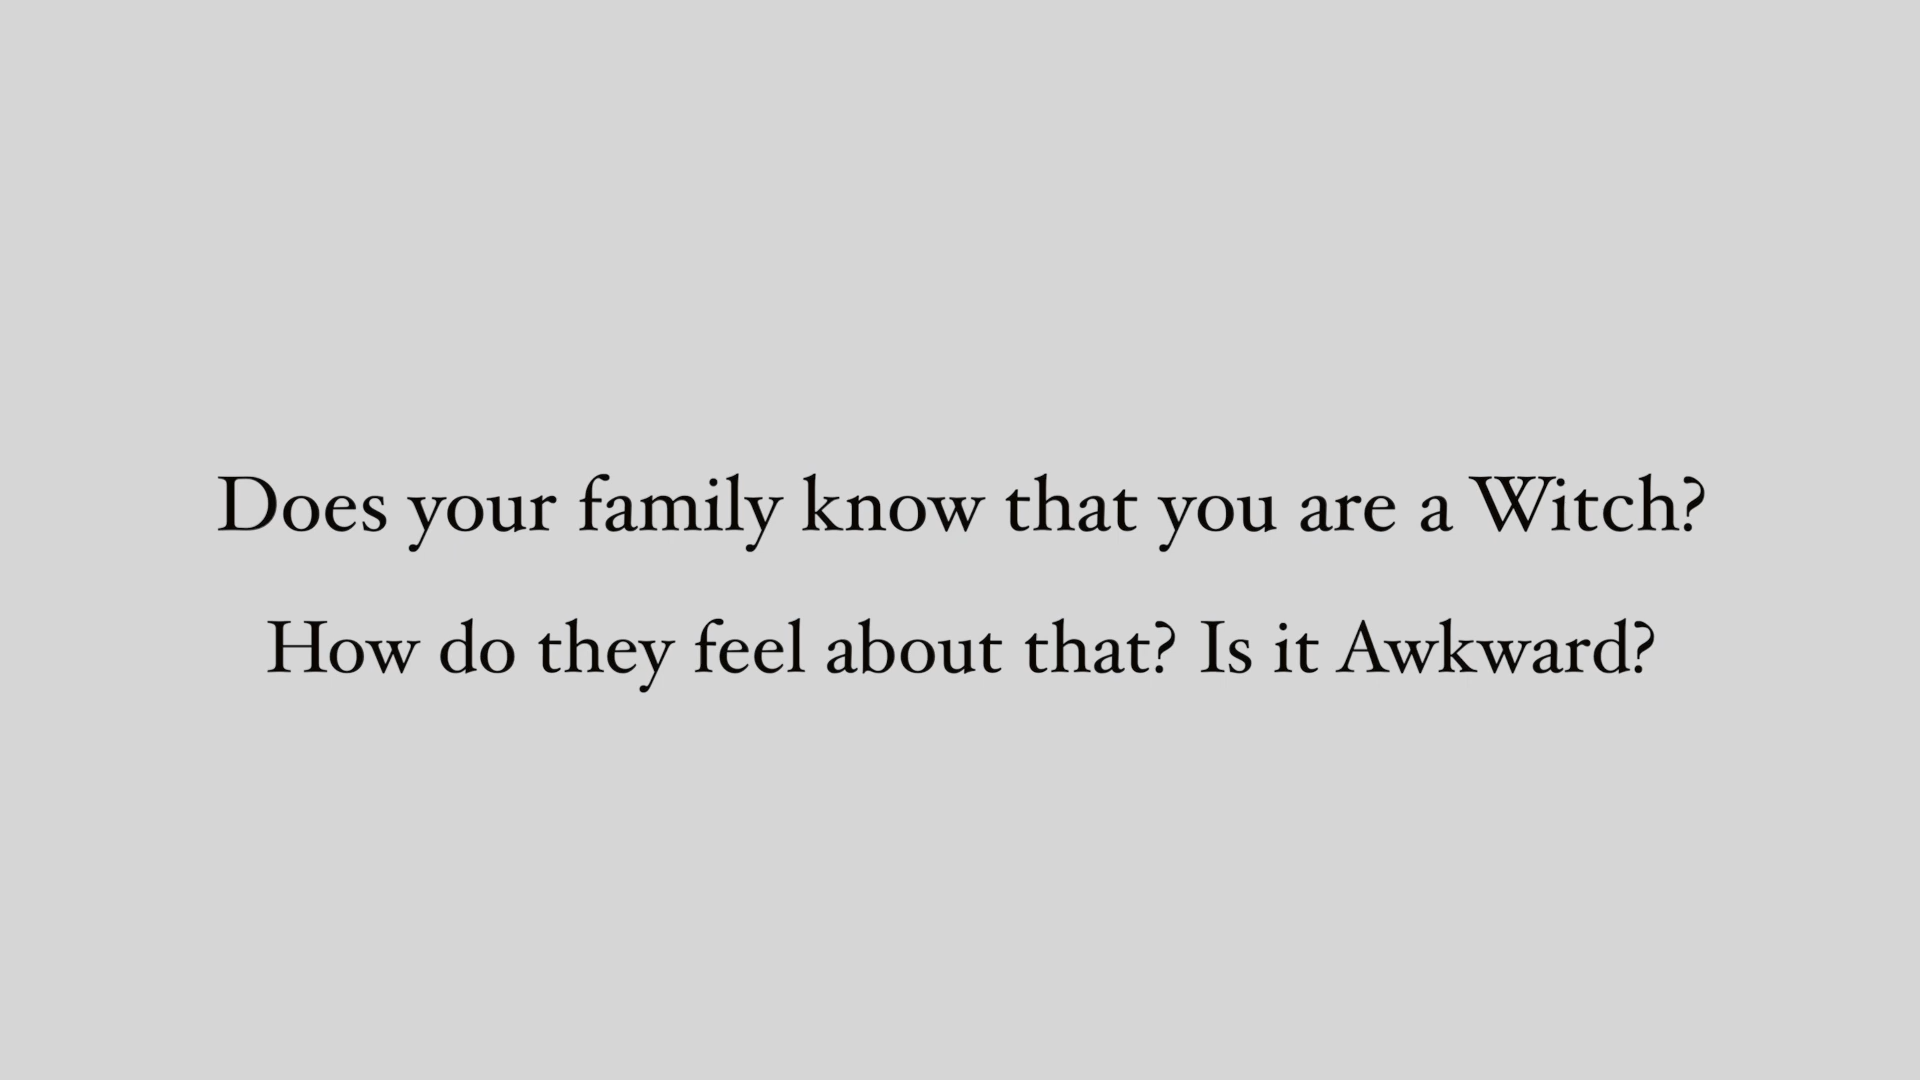 Does your family know that you are a Witch?
How do they feel about that? Is it Awkward?